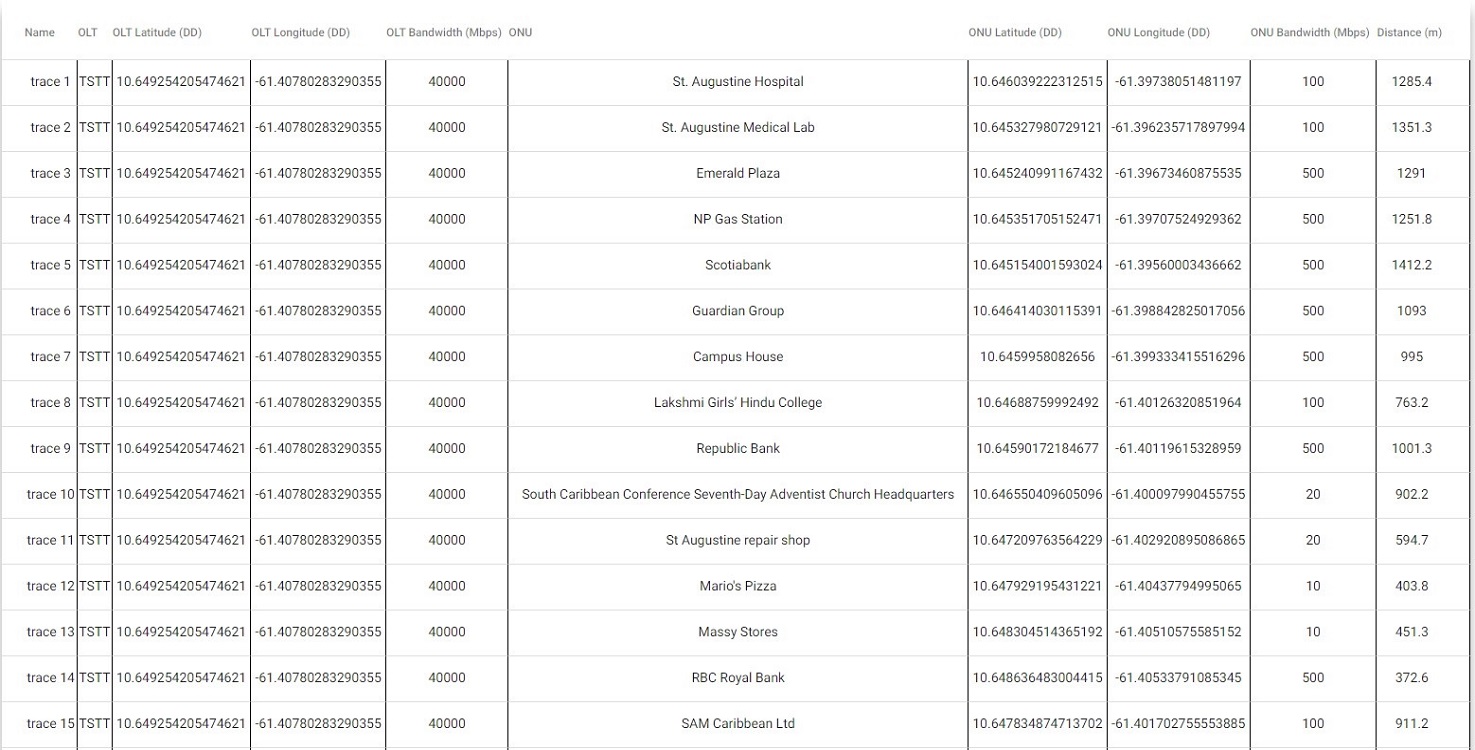 Name OLT OLT Latitude (DD) OLT Longitude (DD) OLT Bandwidth (Mbps) ONU ONU Latitude (DD) ONU Longitude (DD) ONU Bandwidth (Mbps) Distance (m)
trace 1 TSTT 10.649254205474621 -61.40780283290355 40000 St. Augustine Hospital 10.646039222312515 -61.39738051481197 100 1285.4
trace 2 TSTT 10.649254205474621 -61.40780283290355 40000 St. Augustine Medical Lab 10.645327980729121 -61.396235717897994 100 1351.3
trace 3 TSTT 10.649254205474621 -61.40780283290355 40000 Emerald Plaza 10.645240991167432 -61.39673460875535 500 1291
trace 4 TSTT 10.649254205474621 -61.40780283290355 40000 NP Gas Station 10.645351705152471 -61.39707524929362 500 1251.8
trace 5 TSTT 10.649254205474621 -61.40780283290355 40000 Scotiabank 10.645154001593024 -61.39560003436662 500 1412.2
trace 6 TSTT 10.649254205474621 -61.40780283290355 40000 Guardian Group 10.646414030115391 -61.398842825017056 500 1093
trace 7 TSTT 10.649254205474621 -61.40780283290355 40000 Campus House 10.6459958082656 -61.399333415516296 500 995
trace 8 TSTT 10.649254205474621 -61.40780283290355 40000 Lakshmi Girls' Hindu College 10.64688759992492 -61.40126320851964 100 763.2
trace 9 TSTT 10.649254205474621 -61.40780283290355 40000 Republic Bank 10.64590172184677 -61.40119615328959 500 1001.3
trace 10 TSTT 10.649254205474621 -61.40780283290355 40000 South Caribbean Conference Seventh-Day Adventist Church Headquarters 10.646550409605096 -61.400097990455755 20 902.2
trace 11 TSTT 10.649254205474621 -61.40780283290355 40000 St Augustine repair shop 10.647209763564229 -61.402920895086865 20 594.7
trace 12 TSTT 10.649254205474621 -61.40780283290355 40000 Mario's Pizza 10.647929195431221 -61.40437794995065 10 403.8
trace 13 TSTT 10.649254205474621 -61.40780283290355 40000 Massy Stores 10.648304514365192 -61.40510575585152 10 451.3
trace 14 TSTT 10.649254205474621 -61.40780283290355 40000 RBC Royal Bank 10.648636483004415 -61.40533791085345 500 372.6
trace 15 TSTT 10.649254205474621 -61.40780283290355 40000 SAM Caribbean Ltd 10.647834874713702 -61.401702755553885 100 911.2